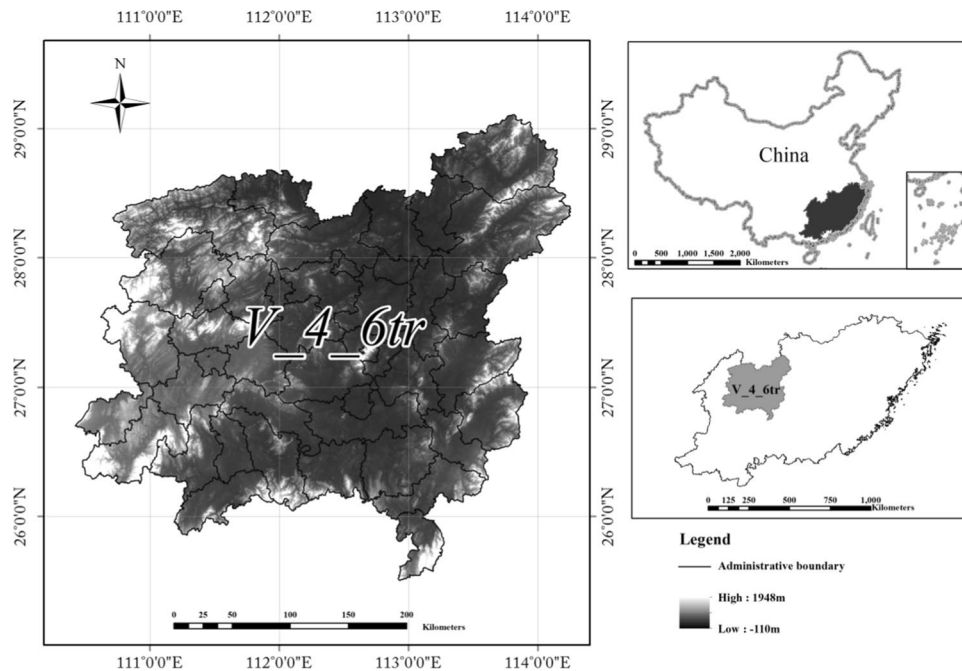 111°0'0"E 112°0'0"E 113°0'0"E 114°0'0"E
N
29°0'0"N
28°0'0"N
27°0'0"N
26°0'0"N
V_4_6tr
0 25 50 100 150 200
Kilometers
29°0'0"N
28°0'0"N
27°0'0"N
26°0'0"N
111°0'0"E 112°0'0"E 113°0'0"E 114°0'0"E
China
0 500 1,000 1,500 2,000
Kilometers
V_4_6tr
0 125 250 500 750 1,000
Kilometers
Legend
Administrative boundary
High : 1948m
Low : -110m